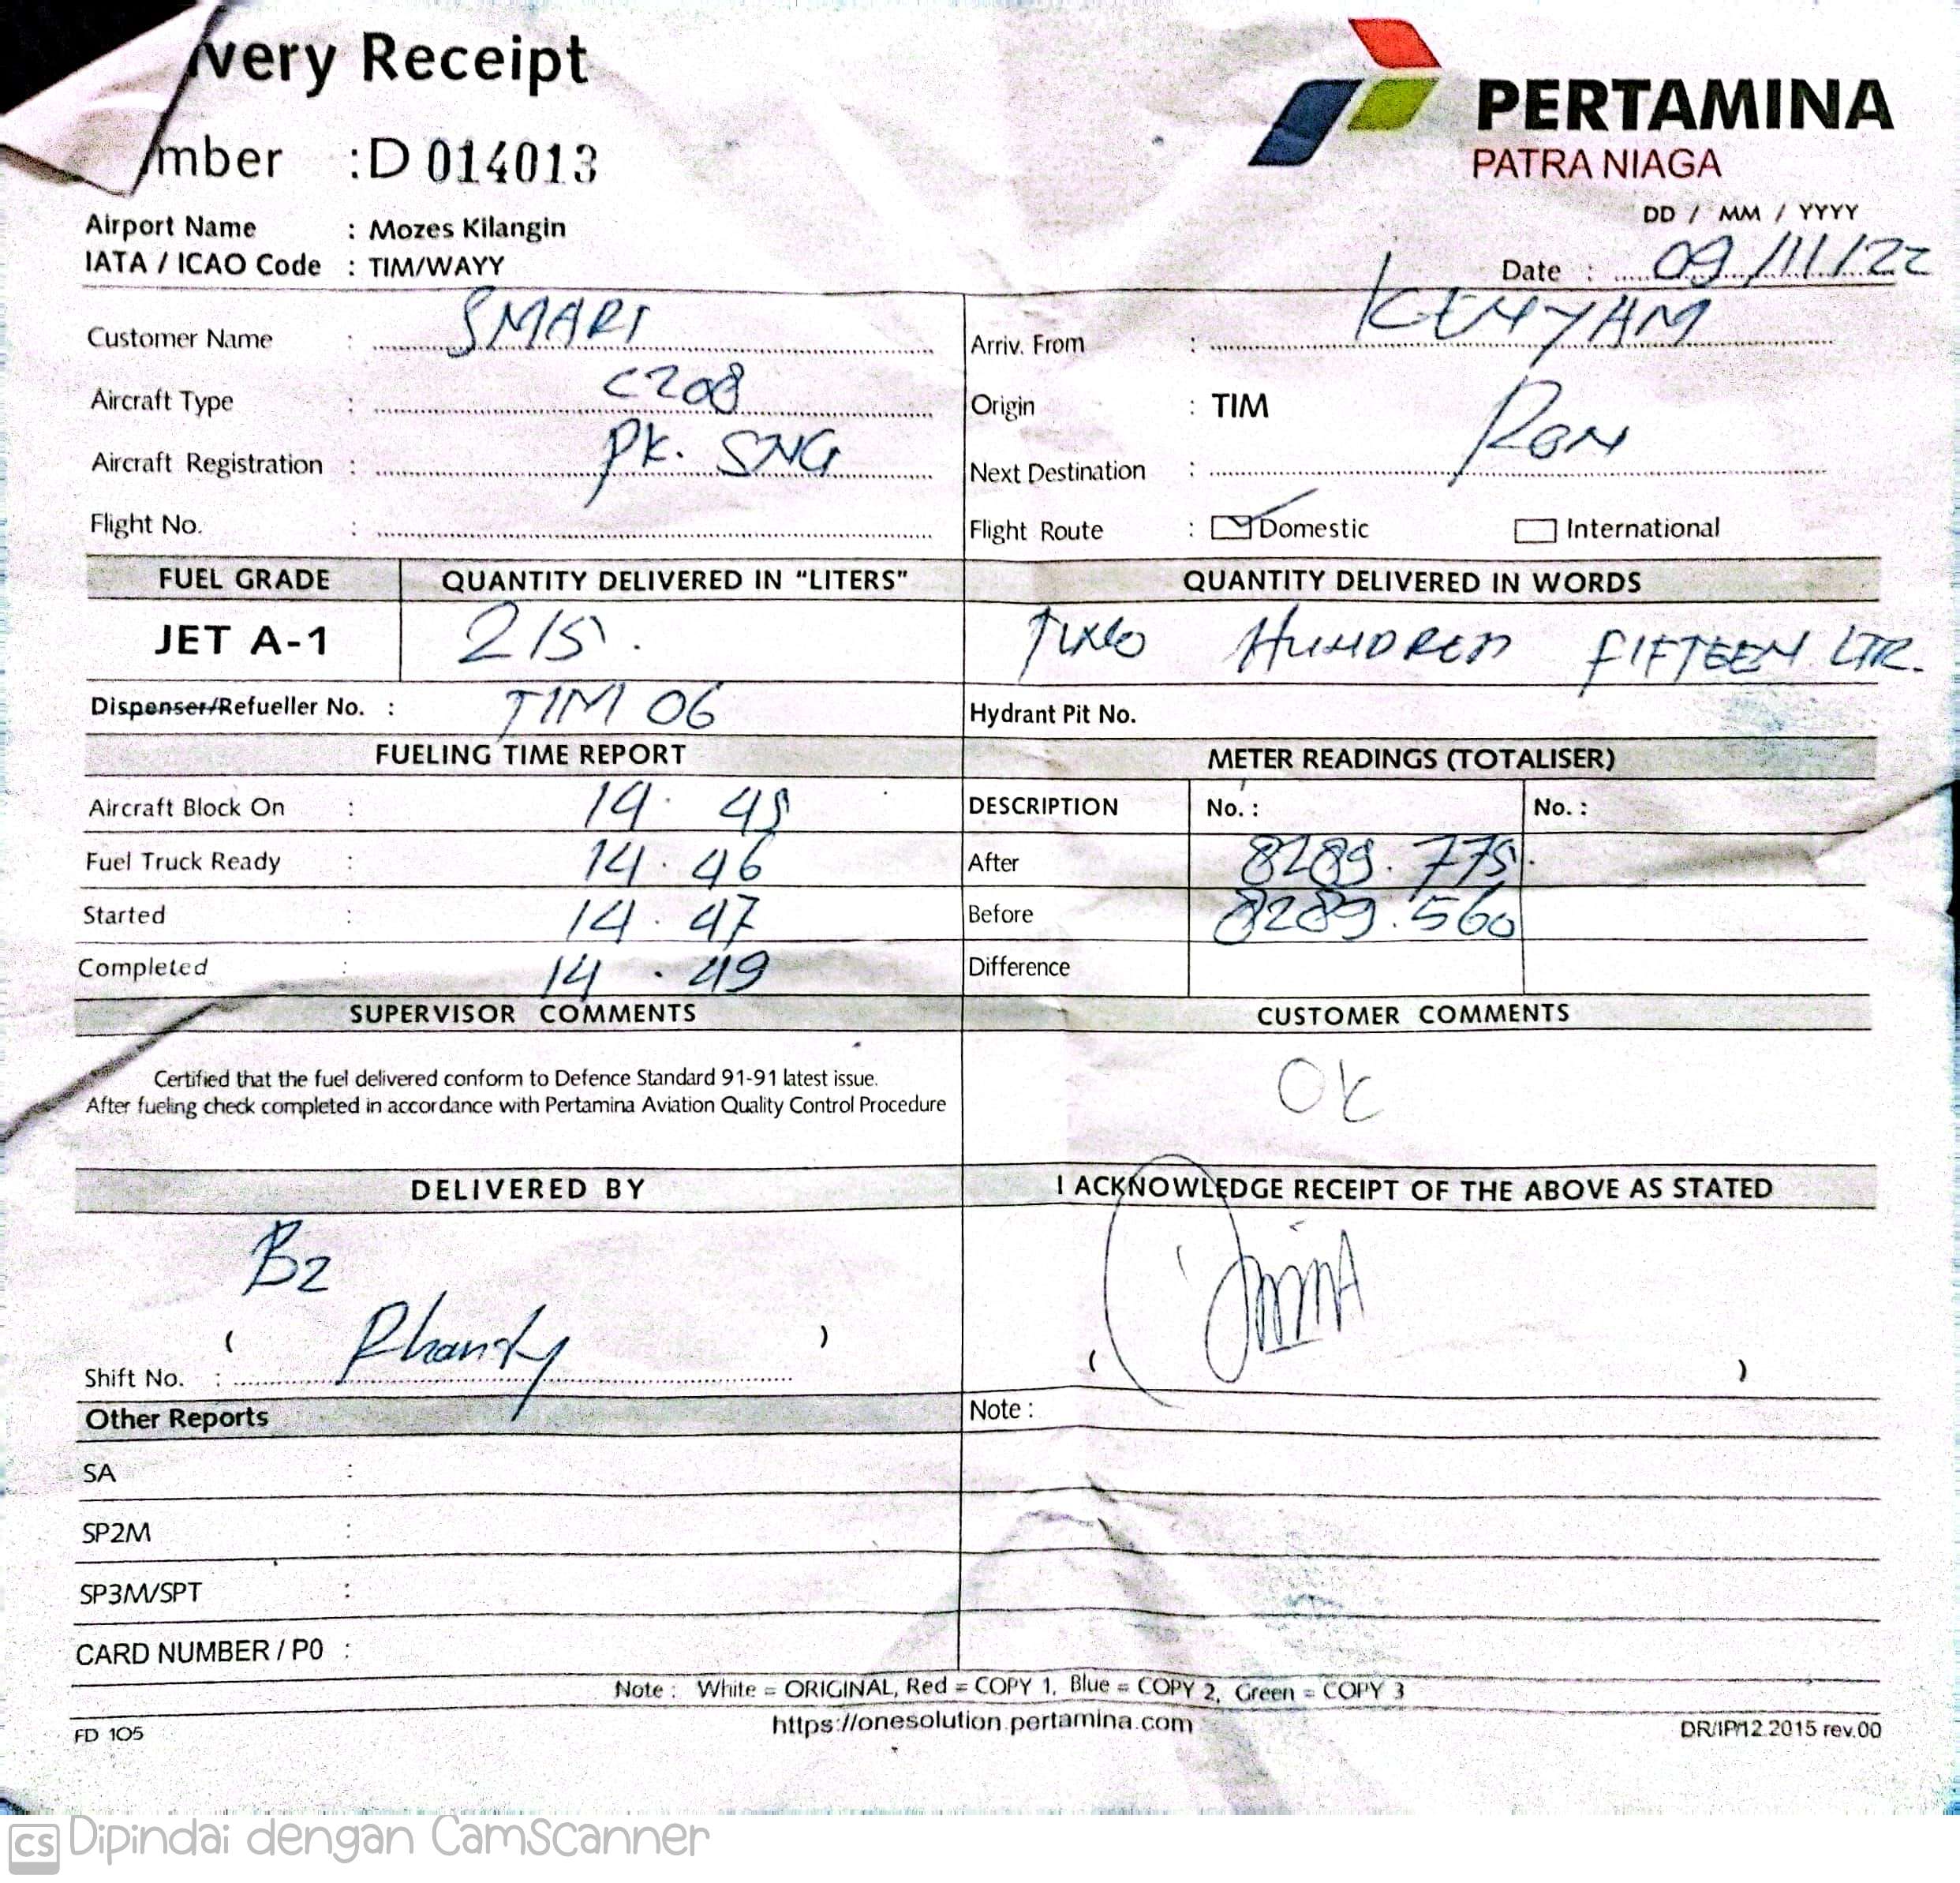 very Receipt
PERTAMINA
PATRA NIAGA
mber : D 014013
Airport Name : Mozes Kilangin
IATA / ICAO Code : TIM/WAYY
DD / MM / YYYY
Date : 09/11/22
Customer Name : SMART
Arriv. From : KENYAM
Aircraft Type : C208
Origin : TIM
Aircraft Registration : PK. SNG
Next Destination : RON
Flight No. :
Flight Route : Domestic International
FUEL GRADE QUANTITY DELIVERED IN "LITERS" QUANTITY DELIVERED IN WORDS
JET A-1 215. TWO HUNDRED FIFTEEN LTR.
Dispenser/Refueller No. : TIM 06 Hydrant Pit No.
FUELING TIME REPORT METER READINGS (TOTALISER)
Aircraft Block On : 14. 45 DESCRIPTION No. : No. :
Fuel Truck Ready : 14. 46 After 8289.775.
Started : 14. 47 Before 8289.560
Completed : 14. 49 Difference
SUPERVISOR COMMENTS CUSTOMER COMMENTS
Certified that the fuel delivered conform to Defence Standard 91-91 latest issue.
After fueling check completed in accordance with Pertamina Aviation Quality Control Procedure
OK
DELIVERED BY I ACKNOWLEDGE RECEIPT OF THE ABOVE AS STATED
B2
( Rhandy )
( )
Shift No. :
Other Reports Note :
SA :
SP2M :
SP3M/SPT :
CARD NUMBER / P0 :
Note : White = ORIGINAL, Red = COPY 1, Blue = COPY 2, Green = COPY 3
https://onesolution.pertamina.com
FD 105 DR/IP/12.2015 rev.00
CS Dipindai dengan CamScanner